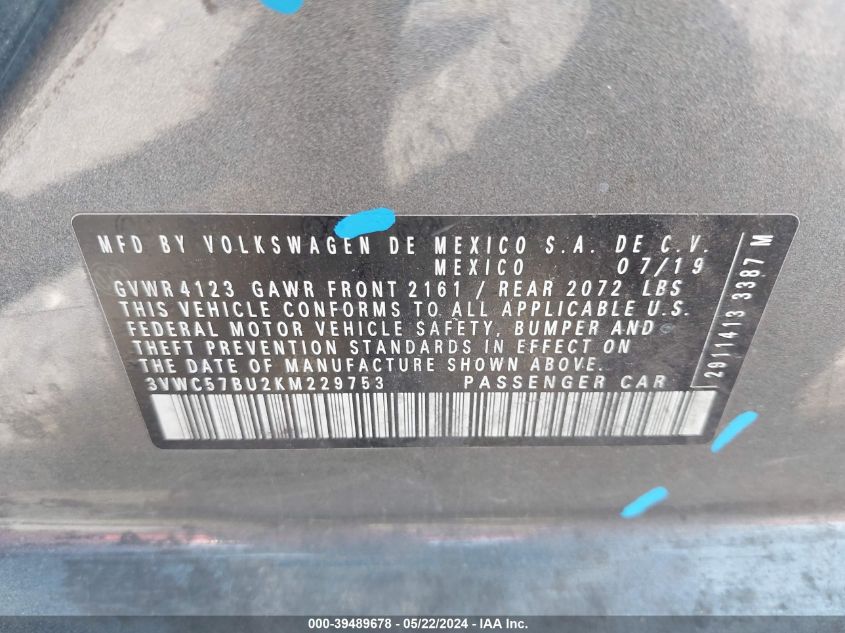 MFD BY VOLKSWAGEN DE MEXICO S.A. DE C.V.
MEXICO 07/19
GVWR 4123 GAWR FRONT 2161 / REAR 2072 LBS
THIS VEHICLE CONFORMS TO ALL APPLICABLE U.S.
FEDERAL MOTOR VEHICLE SAFETY, BUMPER AND
THEFT PREVENTION STANDARDS IN EFFECT ON
THE DATE OF MANUFACTURE SHOWN ABOVE.
3VWC57BU2KM229753 PASSENGER CAR
2911413 3387 M
000-39489678 - 05/22/2024 - IAA Inc.